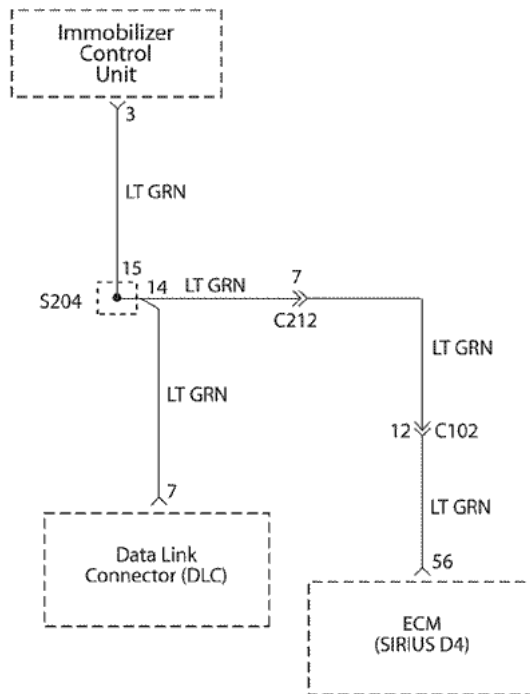 Immobilizer
Control
Unit
3
LT GRN
15
14
LT GRN
7
S204
C212
LT GRN
LT GRN
12
C102
7
LT GRN
Data Link
Connector (DLC)
56
ECM
(SIRIUS D4)